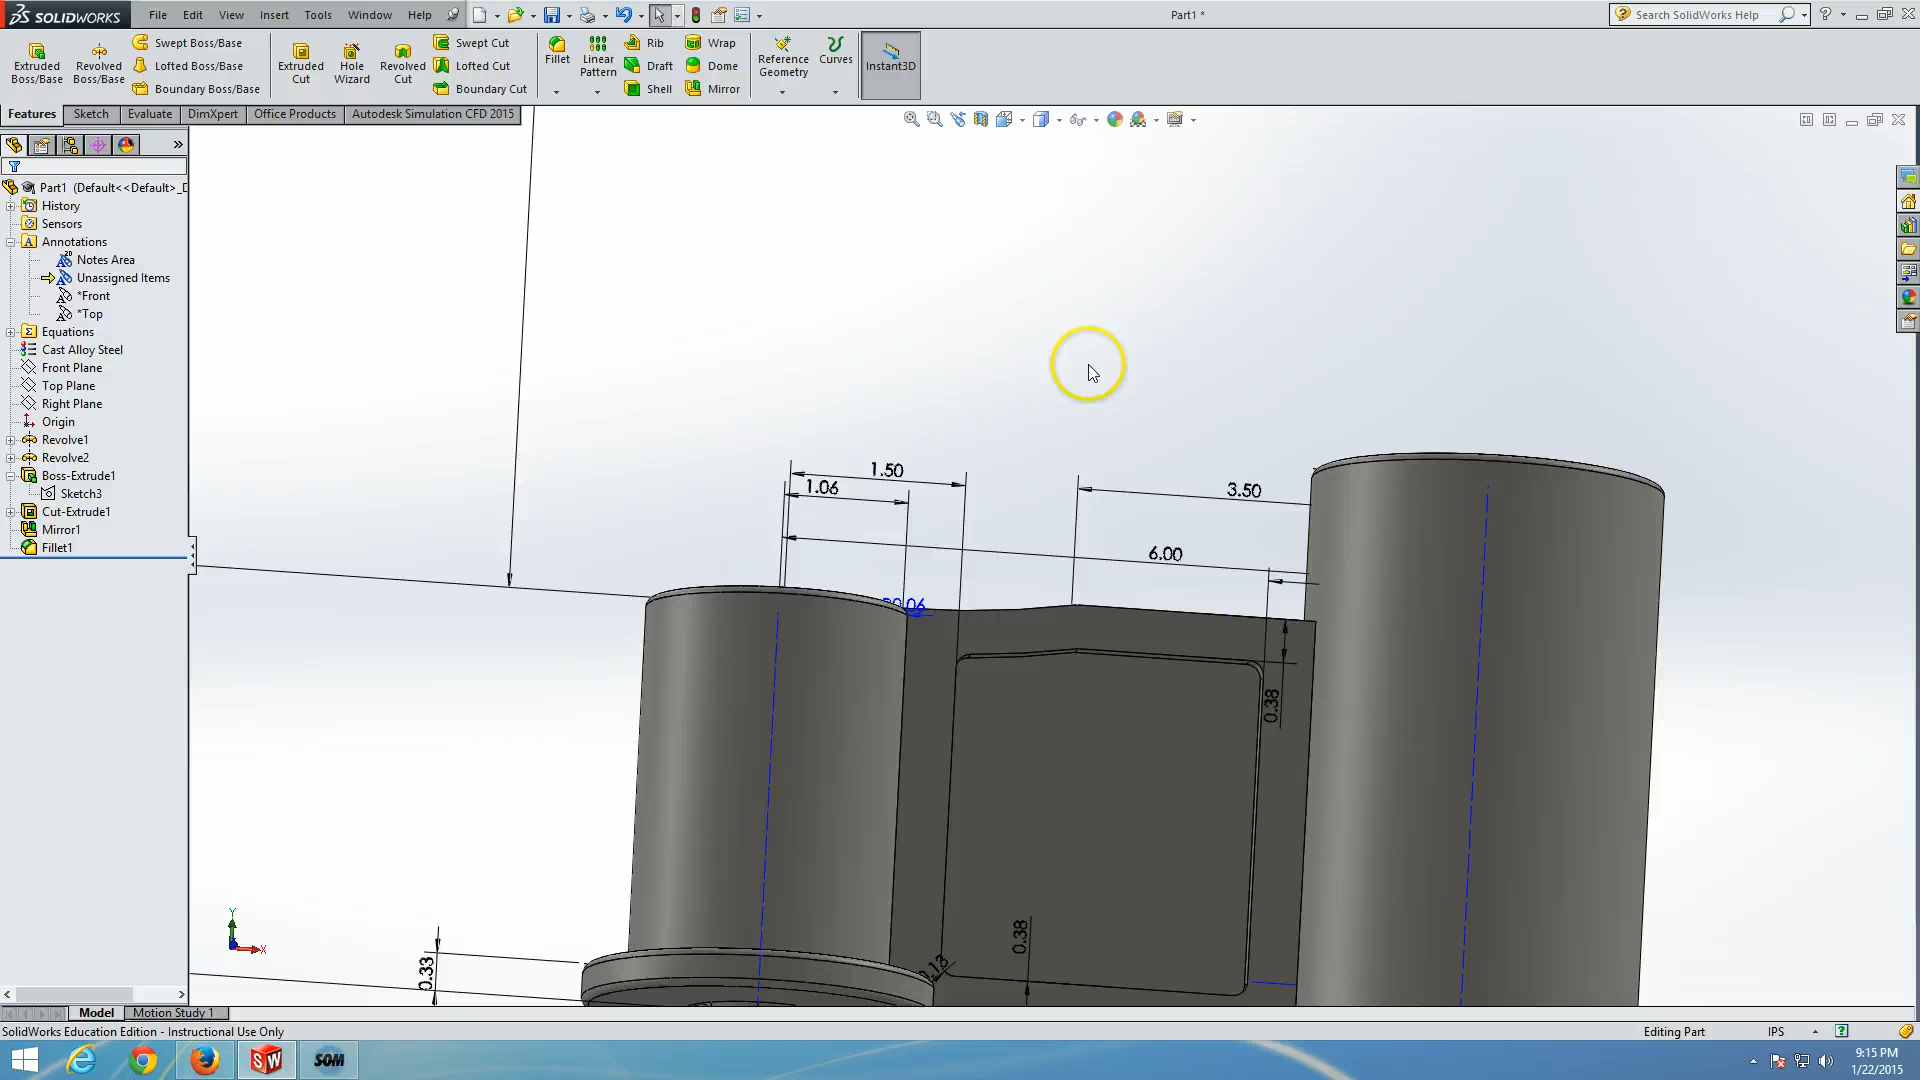 SOLIDWORKS File Edit View Insert Tools Window Help Part1 * Search SolidWorks Help
Extruded Boss/Base
Revolved Boss/Base
Swept Boss/Base
Lofted Boss/Base
Boundary Boss/Base
Extruded Cut
Hole Wizard
Revolved Cut
Swept Cut
Lofted Cut
Boundary Cut
Fillet
Linear Pattern
Rib
Draft
Shell
Wrap
Dome
Mirror
Reference Geometry
Curves
Instant3D
Features Sketch Evaluate DimXpert Office Products Autodesk Simulation CFD 2015
Part1 (Default<<Default>_D
History
Sensors
Annotations
Notes Area
Unassigned Items
*Front
*Top
Equations
Cast Alloy Steel
Front Plane
Top Plane
Right Plane
Origin
Revolve1
Revolve2
Boss-Extrude1
Sketch3
Cut-Extrude1
Mirror1
Fillet1
1.50
1.06
3.50
6.00
0.38
0.38
0.33
0.13
Y
X
Model Motion Study 1
SolidWorks Education Edition - Instructional Use Only Editing Part IPS
SW SOM
9:15 PM
1/22/2015